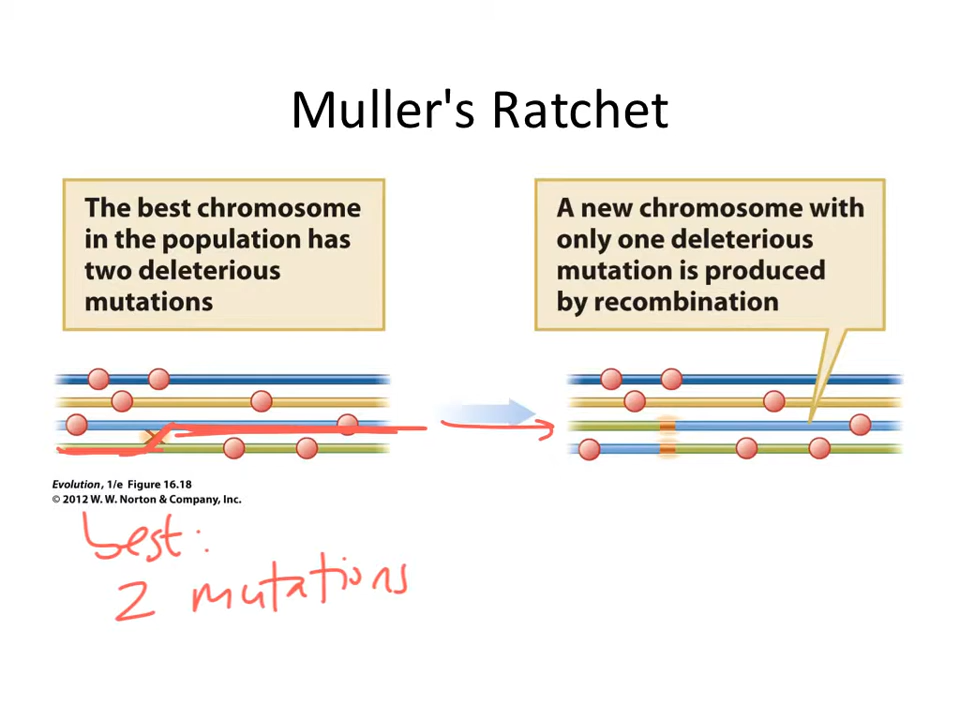 Muller's Ratchet
The best chromosome
in the population has
two deleterious
mutations
A new chromosome with
only one deleterious
mutation is produced
by recombination
Evolution, 1/e Figure 16.18
© 2012 W. W. Norton & Company, Inc.
best:
2 mutations